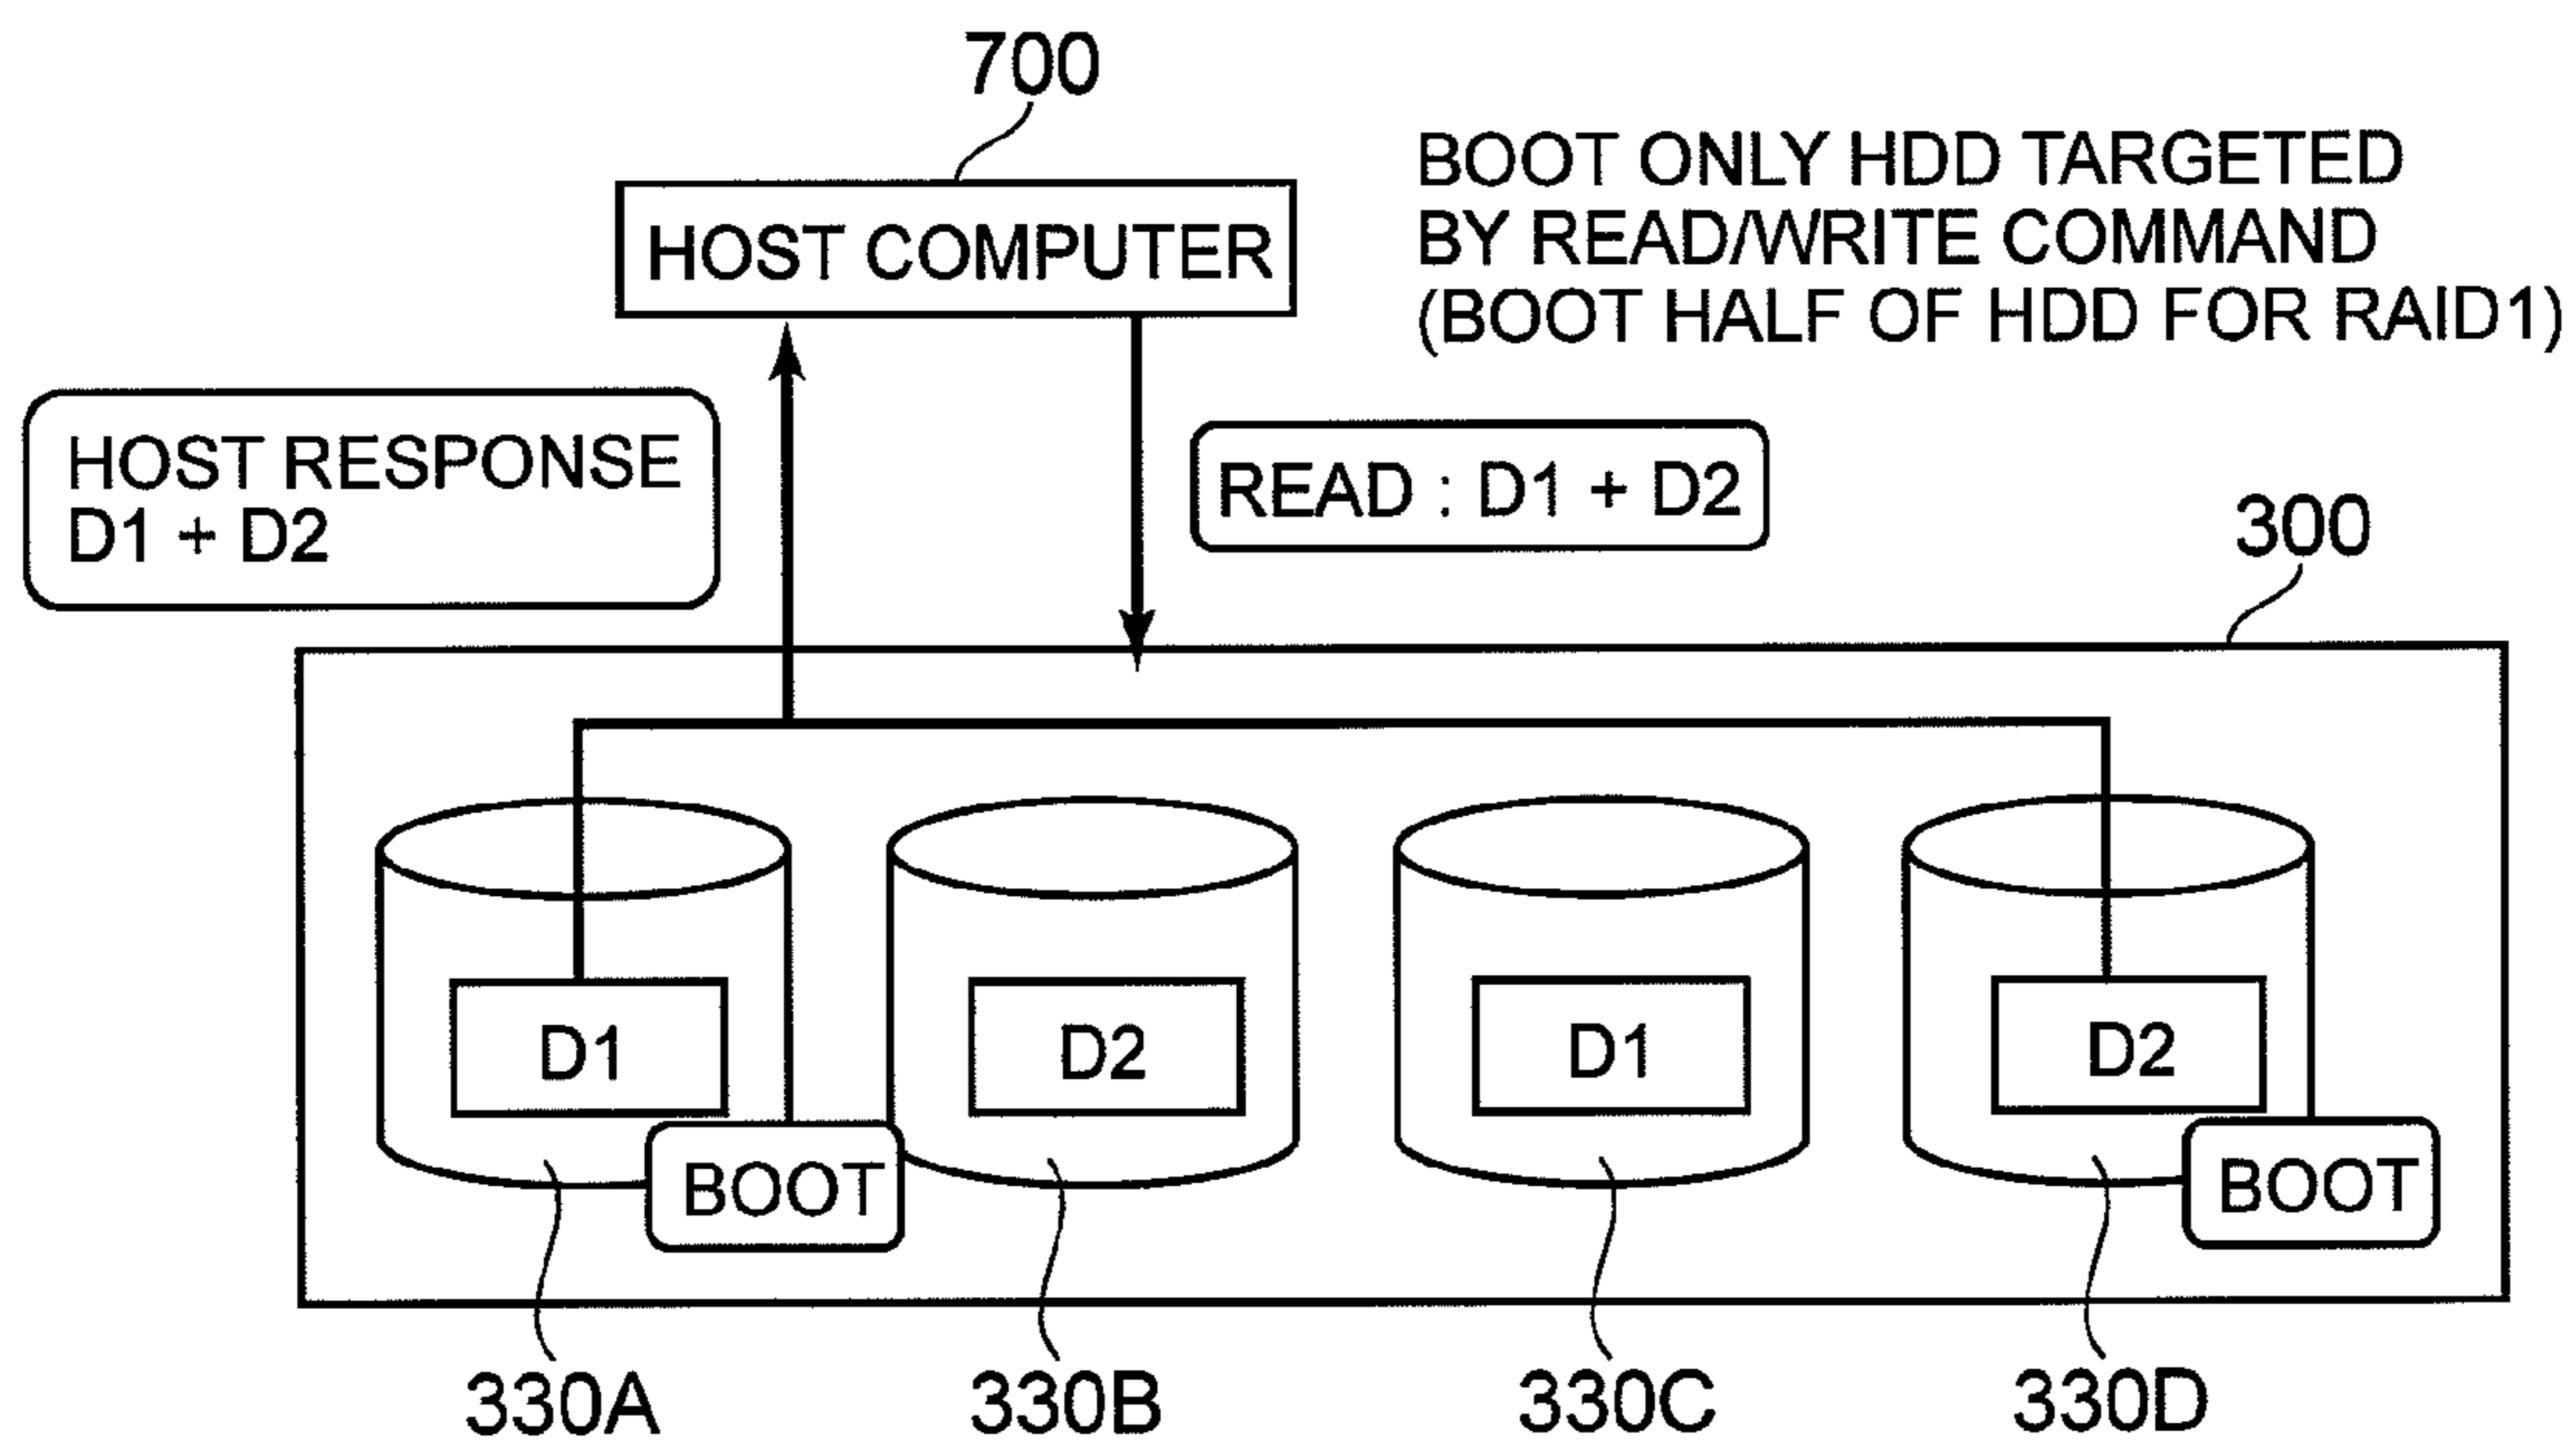 700
BOOT ONLY HDD TARGETED
BY READ/WRITE COMMAND
(BOOT HALF OF HDD FOR RAID1)
HOST COMPUTER
HOST RESPONSE
D1 + D2
READ : D1 + D2
300
D1
D2
D1
D2
BOOT
BOOT
330A
330B
330C
330D